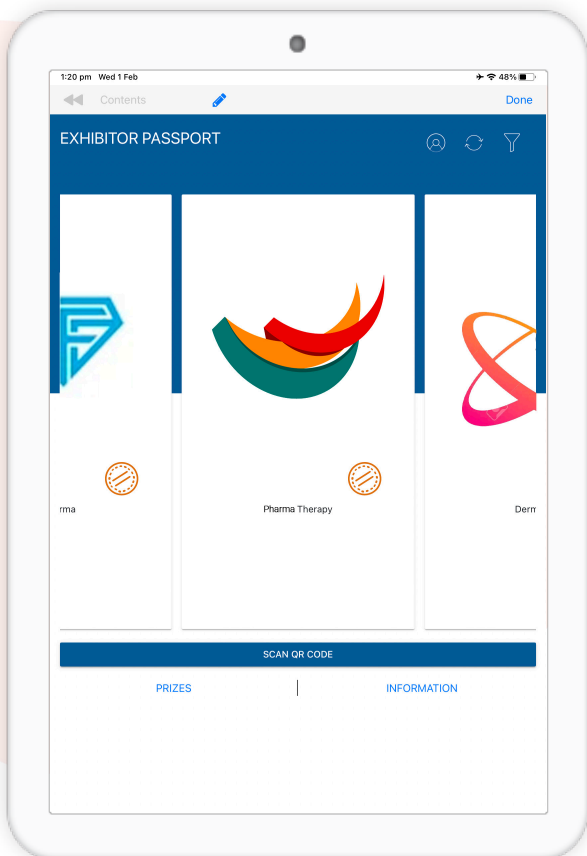 1:20 pm Wed 1 Feb
48%
Contents
Done
EXHIBITOR PASSPORT
rma
Pharma Therapy
Derm
SCAN QR CODE
PRIZES
INFORMATION